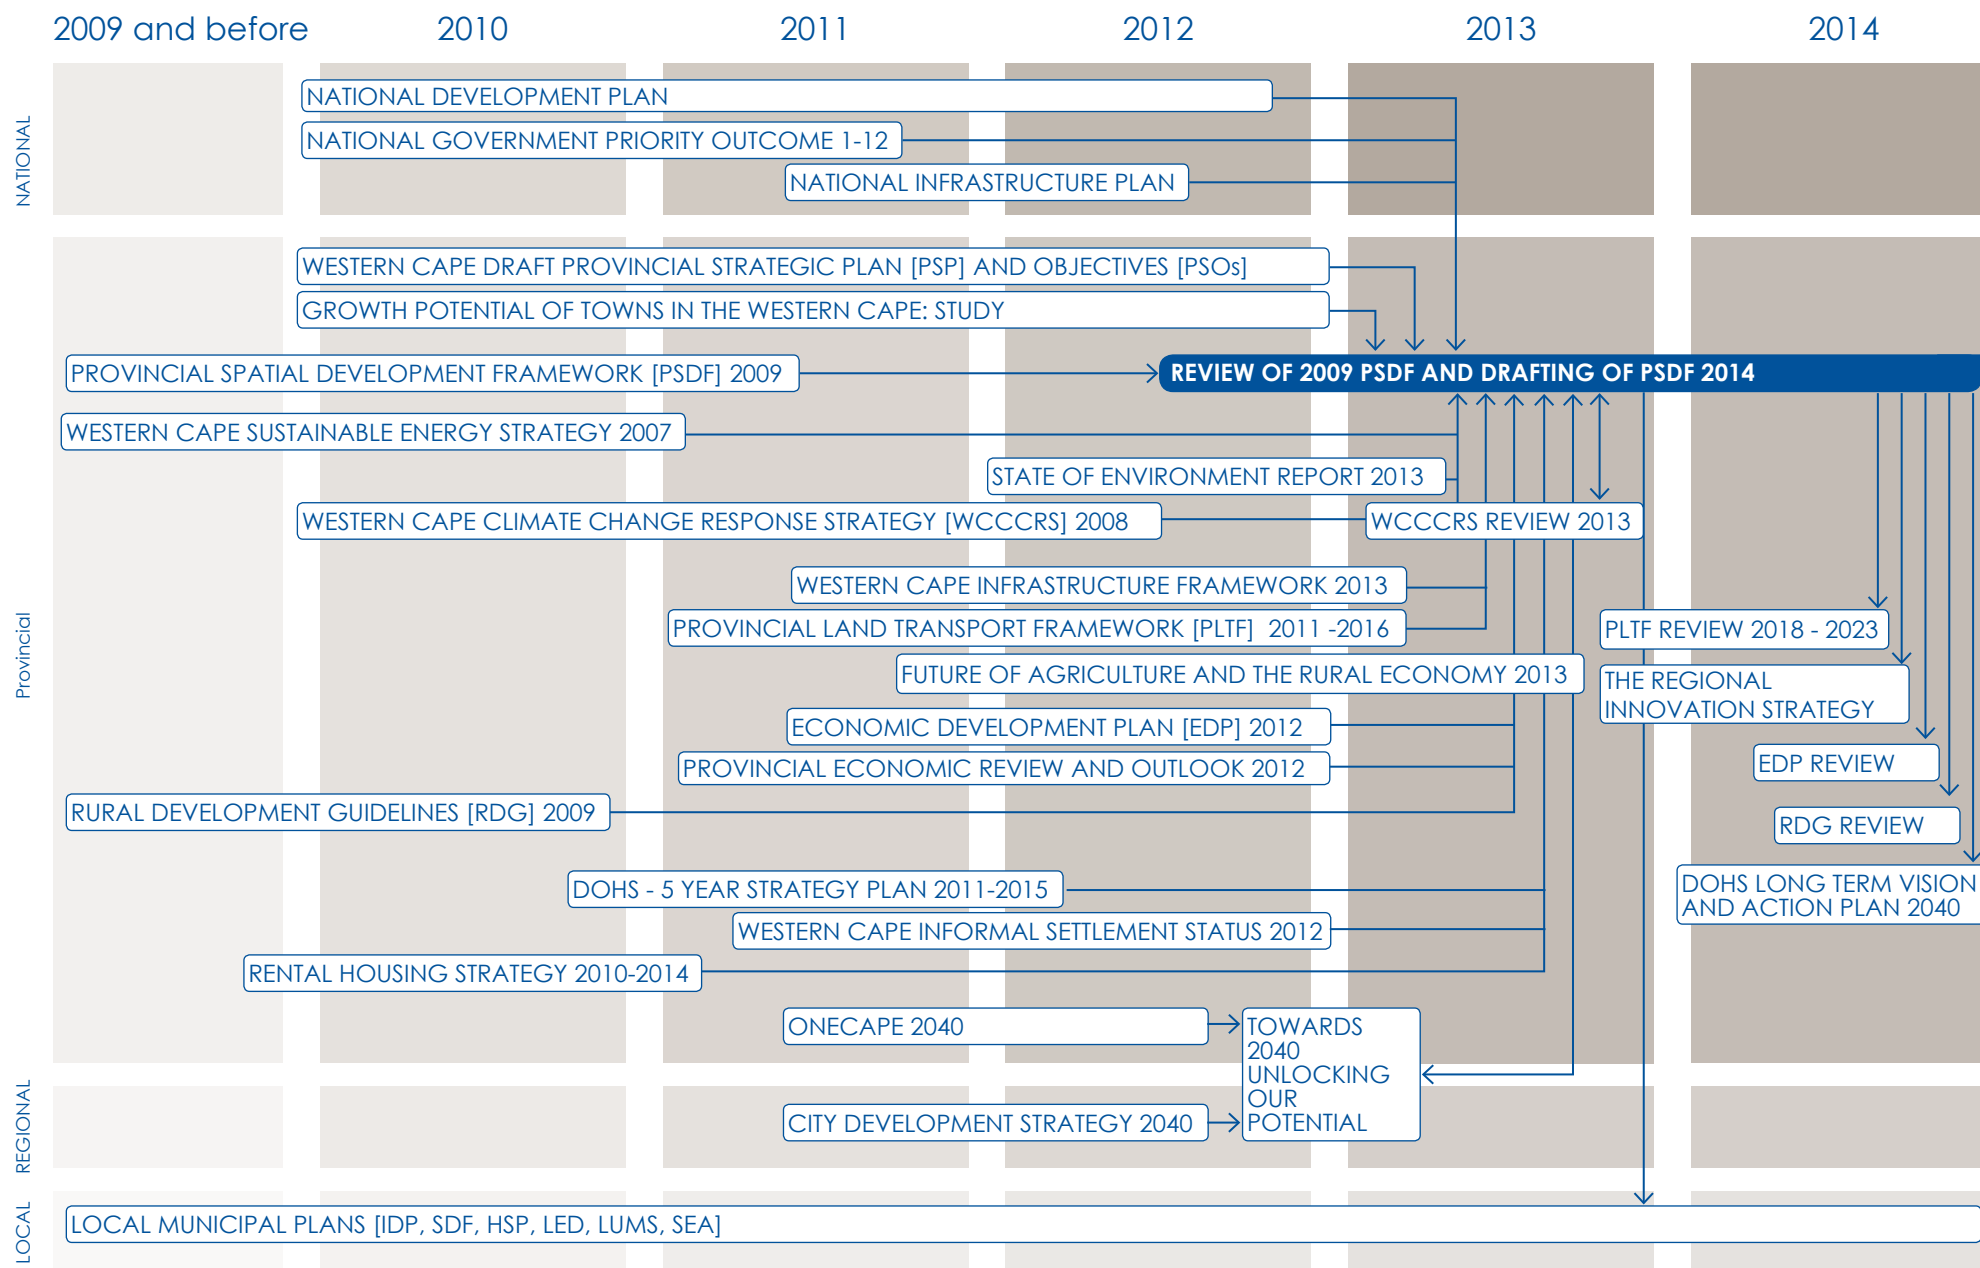 2009 and before
2010
2011
2012
2013
2014
NATIONAL
NATIONAL DEVELOPMENT PLAN
NATIONAL GOVERNMENT PRIORITY OUTCOME 1-12
NATIONAL INFRASTRUCTURE PLAN
Provincial
WESTERN CAPE DRAFT PROVINCIAL STRATEGIC PLAN [PSP] AND OBJECTIVES [PSOs]
GROWTH POTENTIAL OF TOWNS IN THE WESTERN CAPE: STUDY
PROVINCIAL SPATIAL DEVELOPMENT FRAMEWORK [PSDF] 2009
REVIEW OF 2009 PSDF AND DRAFTING OF PSDF 2014
WESTERN CAPE SUSTAINABLE ENERGY STRATEGY 2007
STATE OF ENVIRONMENT REPORT 2013
WESTERN CAPE CLIMATE CHANGE RESPONSE STRATEGY [WCCCRS] 2008
WCCCRS REVIEW 2013
WESTERN CAPE INFRASTRUCTURE FRAMEWORK 2013
PROVINCIAL LAND TRANSPORT FRAMEWORK [PLTF] 2011 -2016
PLTF REVIEW 2018 - 2023
FUTURE OF AGRICULTURE AND THE RURAL ECONOMY 2013
THE REGIONAL
INNOVATION STRATEGY
ECONOMIC DEVELOPMENT PLAN [EDP] 2012
PROVINCIAL ECONOMIC REVIEW AND OUTLOOK 2012
EDP REVIEW
RURAL DEVELOPMENT GUIDELINES [RDG] 2009
RDG REVIEW
DOHS - 5 YEAR STRATEGY PLAN 2011-2015
DOHS LONG TERM VISION
AND ACTION PLAN 2040
WESTERN CAPE INFORMAL SETTLEMENT STATUS 2012
RENTAL HOUSING STRATEGY 2010-2014
ONECAPE 2040
TOWARDS
2040
UNLOCKING
OUR
POTENTIAL
REGIONAL
CITY DEVELOPMENT STRATEGY 2040
LOCAL
LOCAL MUNICIPAL PLANS [IDP, SDF, HSP, LED, LUMS, SEA]